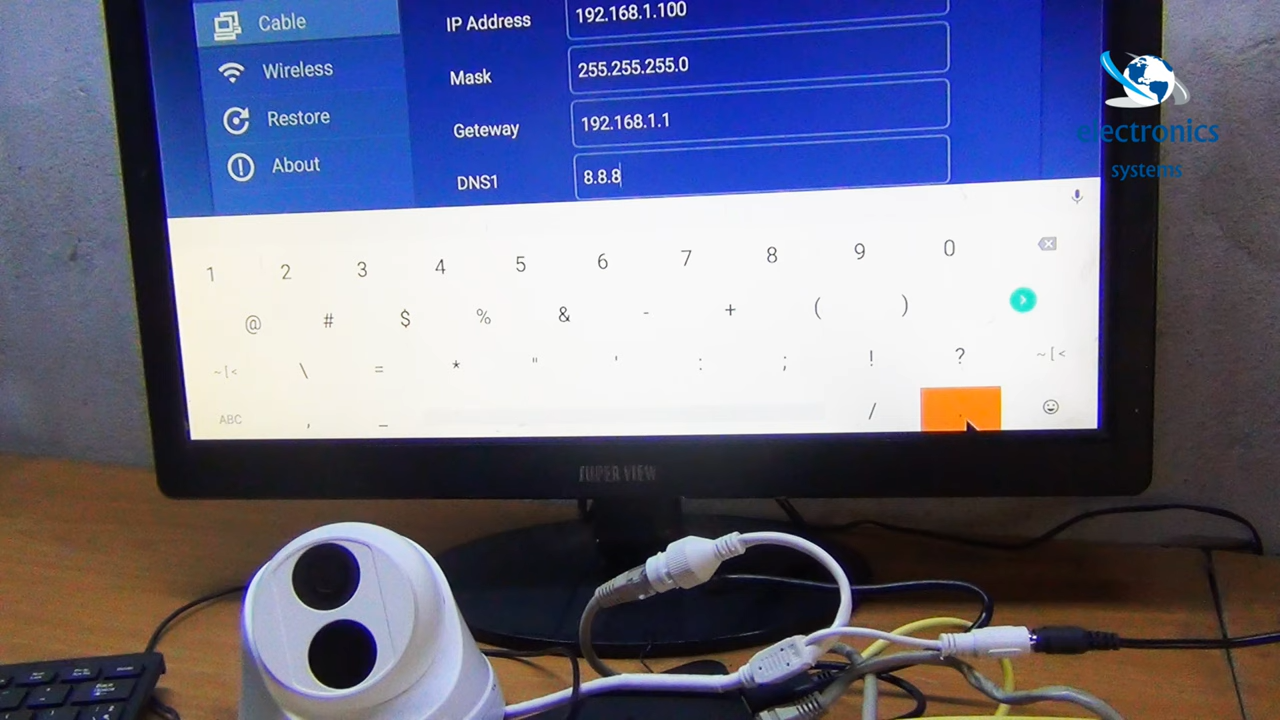 Cable
Wireless
Restore
About
IP Address 192.168.1.100
Mask 255.255.255.0
Geteway 192.168.1.1
DNS1 8.8.8
1 2 3 4 5 6 7 8 9 0
@ # $ % & - + ( )
~[< \ = * " ' : ; ! ? ~[<
ABC , _ / .
SUPER VIEW
electronics
systems